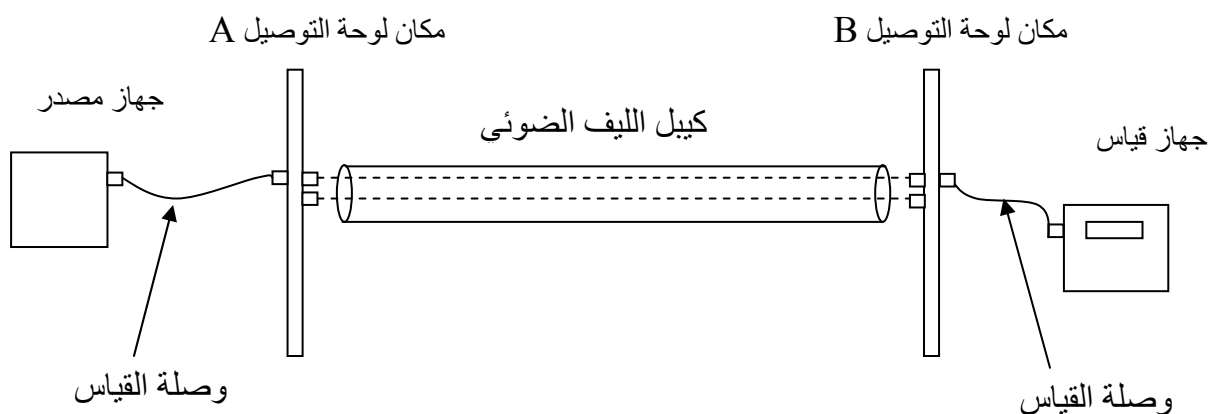 مكان لوحة التوصيل B
مكان لوحة التوصيل A
جهاز قياس
جهاز مصدر
كيبل الليف الضوئي
وصلة القياس
وصلة القياس